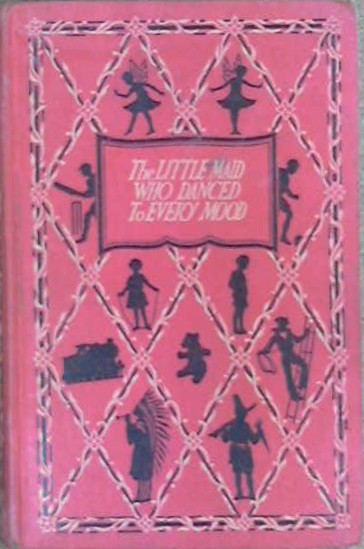 The LITTLE MAID
WHO DANCED
To EVERY MOOD